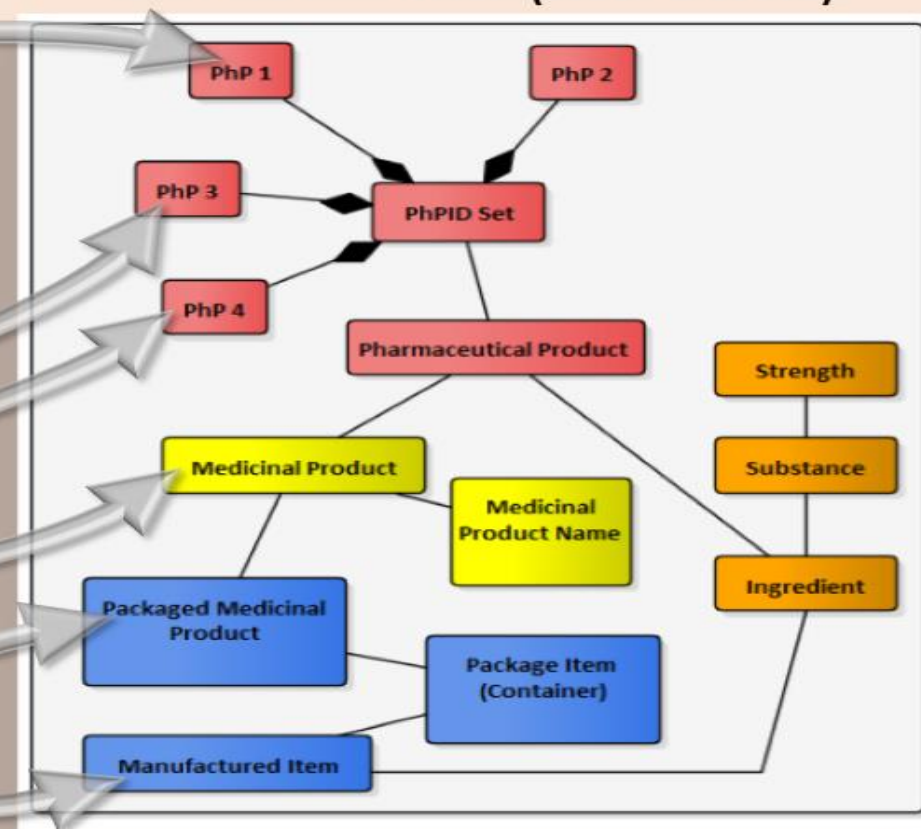 PhP 1
PhP 2
PhP 3
PhPID Set
PhP 4
Pharmaceutical Product
Strength
Medicinal Product
Substance
Medicinal
Product Name
Ingredient
Packaged Medicinal
Product
Package Item
(Container)
Manufactured Item